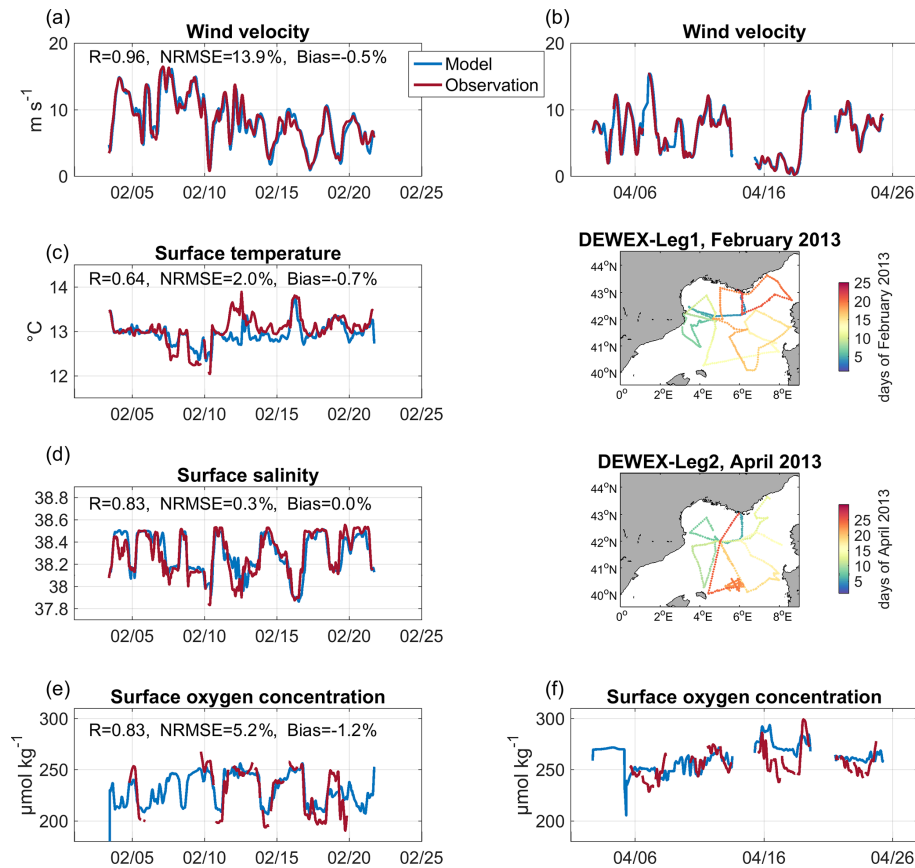 (a)
Wind velocity
R=0.96, NRMSE=13.9%, Bias=-0.5%
Model
Observation
m s⁻¹
20
10
0
02/05 02/10 02/15 02/20 02/25
(b)
Wind velocity
20
10
0
04/06 04/16 04/26
(c)
Surface temperature
R=0.64, NRMSE=2.0%, Bias=-0.7%
°C
14
13
12
02/05 02/10 02/15 02/20 02/25
DEWEX-Leg1, February 2013
44°N
43°N
42°N
41°N
40°N
0° 2°E 4°E 6°E 8°E
25
20
15
10
5
days of February 2013
(d)
Surface salinity
R=0.83, NRMSE=0.3%, Bias=0.0%
38.8
38.6
38.4
38.2
38
37.8
02/05 02/10 02/15 02/20 02/25
DEWEX-Leg2, April 2013
44°N
43°N
42°N
41°N
40°N
0° 2°E 4°E 6°E 8°E
25
20
15
10
5
days of April 2013
(e)
Surface oxygen concentration
R=0.83, NRMSE=5.2%, Bias=-1.2%
μmol kg⁻¹
300
250
200
02/05 02/10 02/15 02/20 02/25
(f)
Surface oxygen concentration
μmol kg⁻¹
300
250
200
04/06 04/16 04/26